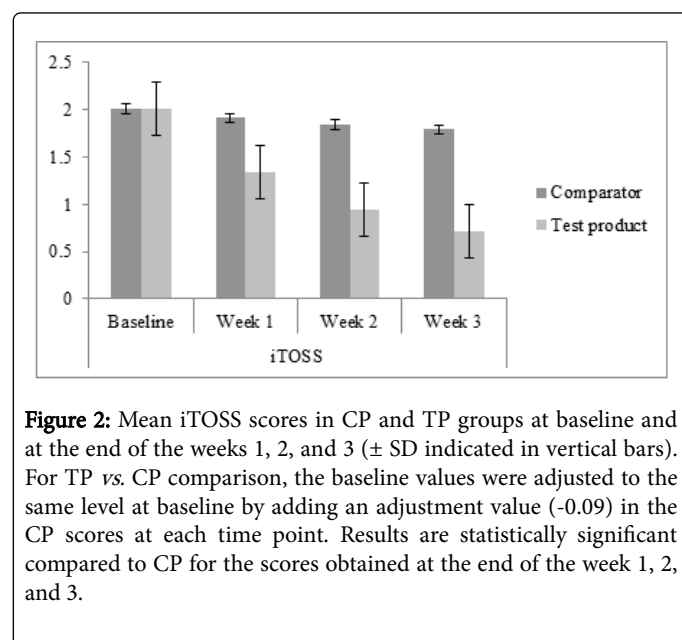 2.5
2
1.5
1
0.5
0
Baseline Week 1 Week 2 Week 3
iTOSS
Comparator
Test product
Figure 2: Mean iTOSS scores in CP and TP groups at baseline and
at the end of the weeks 1, 2, and 3 (± SD indicated in vertical bars).
For TP vs. CP comparison, the baseline values were adjusted to the
same level at baseline by adding an adjustment value (-0.09) in the
CP scores at each time point. Results are statistically significant
compared to CP for the scores obtained at the end of the week 1, 2,
and 3.